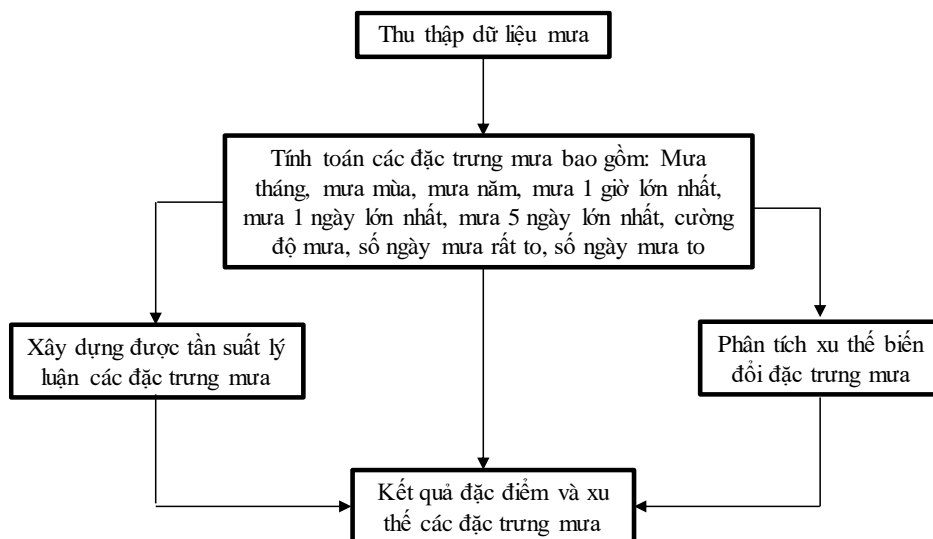 Thu thập dữ liệu mưa
Tính toán các đặc trưng mưa bao gồm: Mưa
tháng, mưa mùa, mưa năm, mưa 1 giờ lớn nhất,
mưa 1 ngày lớn nhất, mưa 5 ngày lớn nhất, cường
độ mưa, số ngày mưa rất to, số ngày mưa to
Xây dựng được tần suất lý
luận các đặc trưng mưa
Phân tích xu thế biến
đổi đặc trưng mưa
Kết quả đặc điểm và xu
thế các đặc trưng mưa